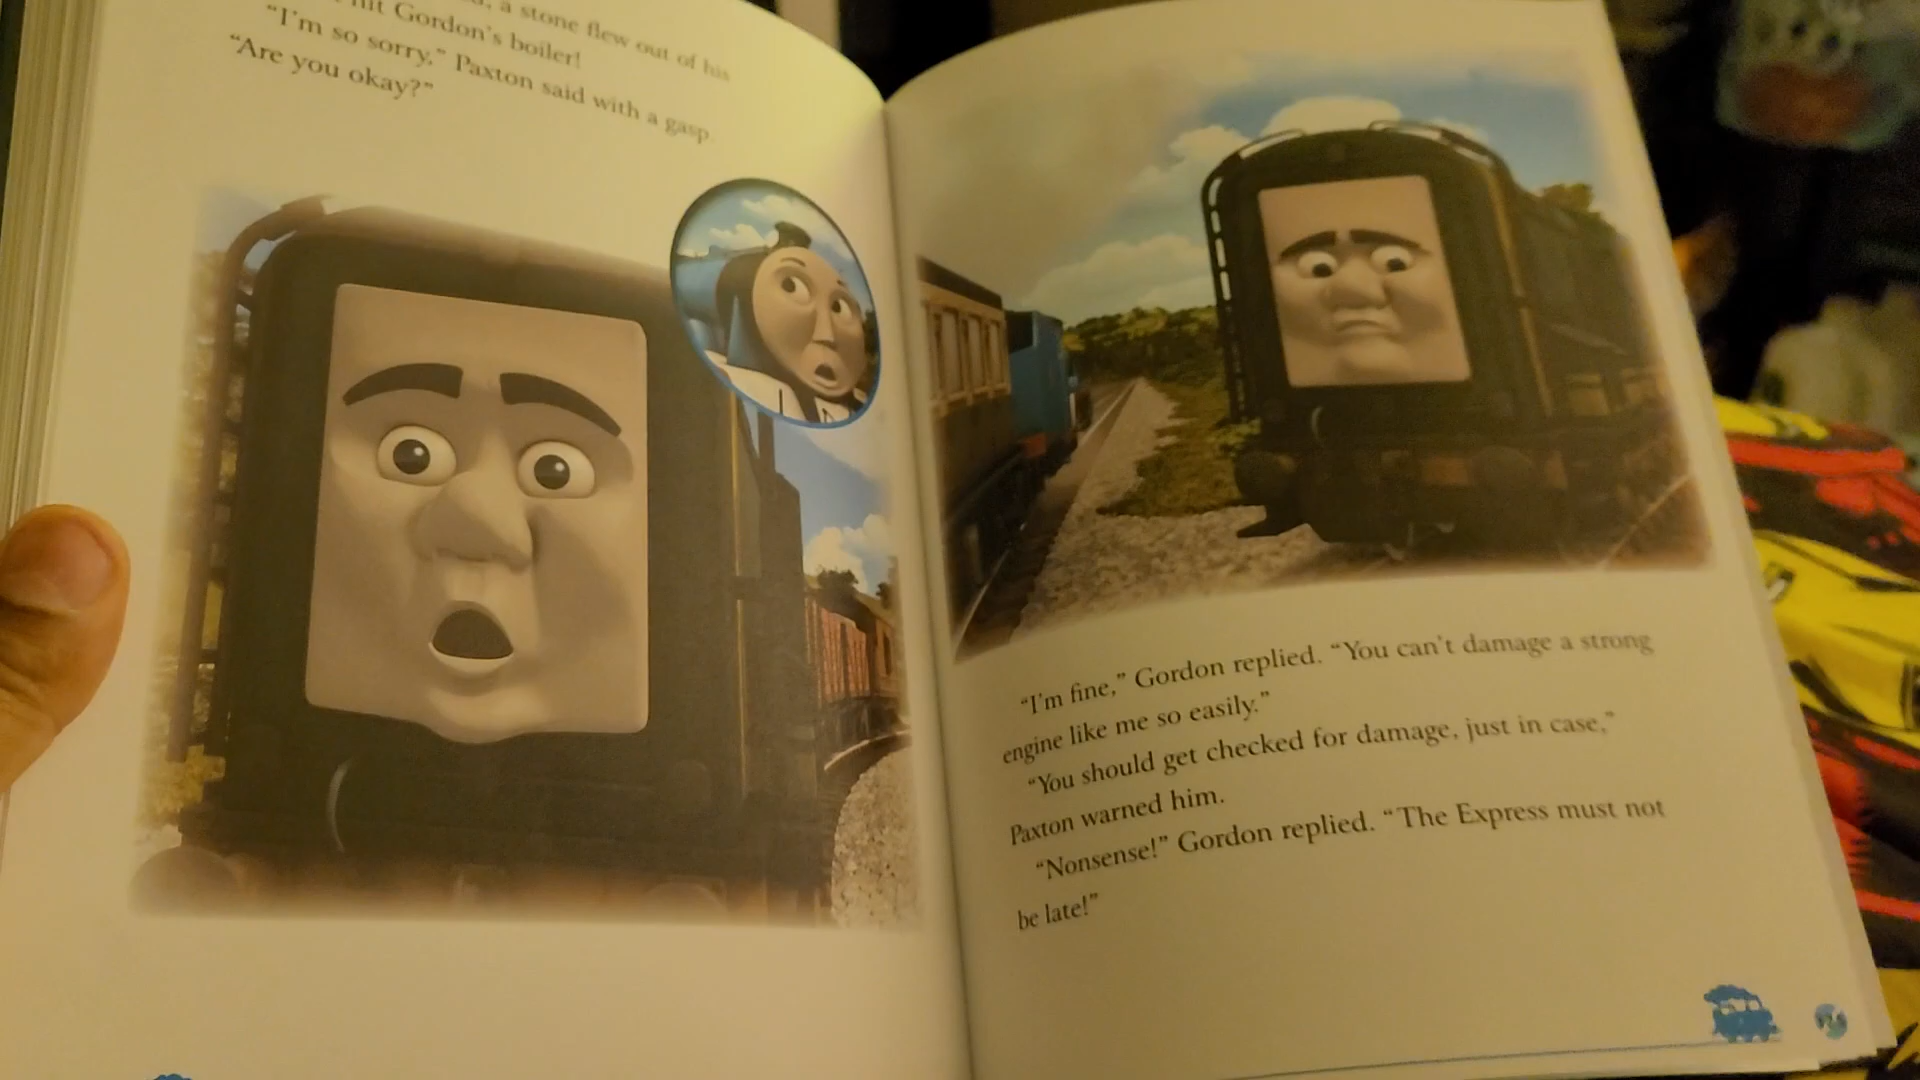 a stone flew out of his
hit Gordon's boiler!
"I'm so sorry," Paxton said with a gasp.
"Are you okay?"
"I'm fine," Gordon replied. "You can't damage a strong
engine like me so easily."
"You should get checked for damage, just in case,"
Paxton warned him.
"Nonsense!" Gordon replied. "The Express must not
be late!"